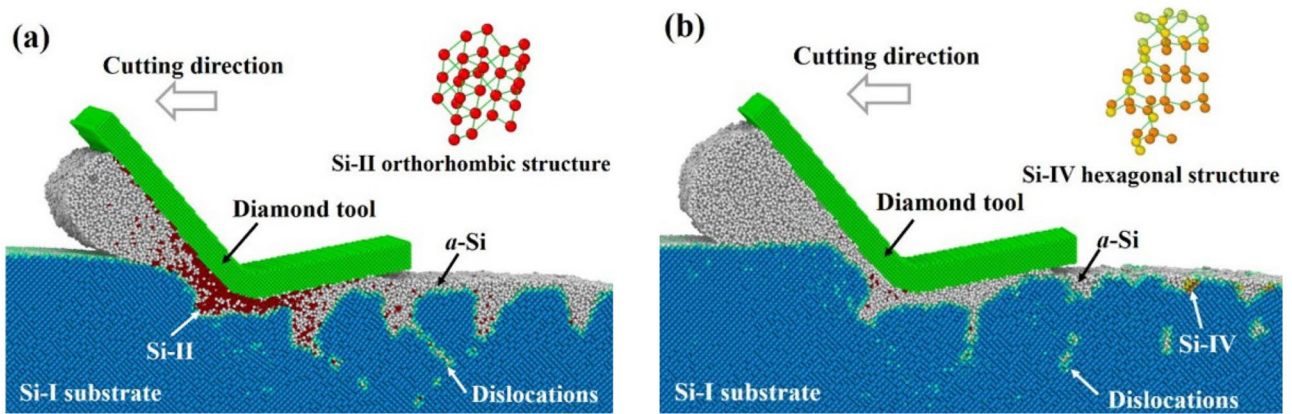 (a)
Cutting direction
Si-II orthorhombic structure
Diamond tool
a-Si
Si-II
Si-I substrate
Dislocations
(b)
Cutting direction
Si-IV hexagonal structure
Diamond tool
a-Si
Si-IV
Si-I substrate
Dislocations